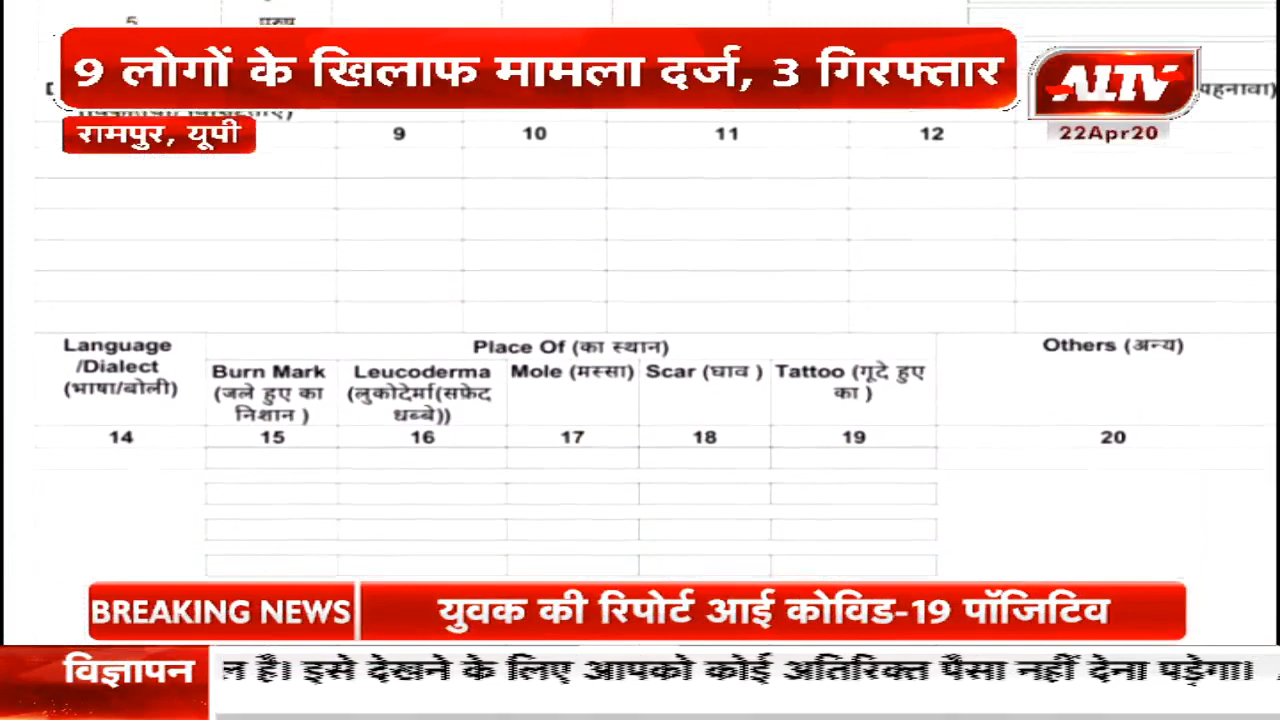 5 पुरुष
9 लोगों के खिलाफ मामला दर्ज, 3 गिरफ्तार
ALTV
22Apr20
रामपुर, यूपी
9 10 11 12
Language /Dialect (भाषा/बोली)
Place Of (का स्थान)
Others (अन्य)
Burn Mark (जले हुए का निशान )
Leucoderma (लुकोदेर्मा(सफ़ेद धब्बे))
Mole (मस्सा)
Scar (घाव )
Tattoo (गूदे हुए का )
14 15 16 17 18 19 20
BREAKING NEWS
युवक की रिपोर्ट आई कोविड-19 पॉजिटिव
विज्ञापन
ल है। इसे देखने के लिए आपको कोई अतिरिक्त पैसा नहीं देना पड़ेगा।